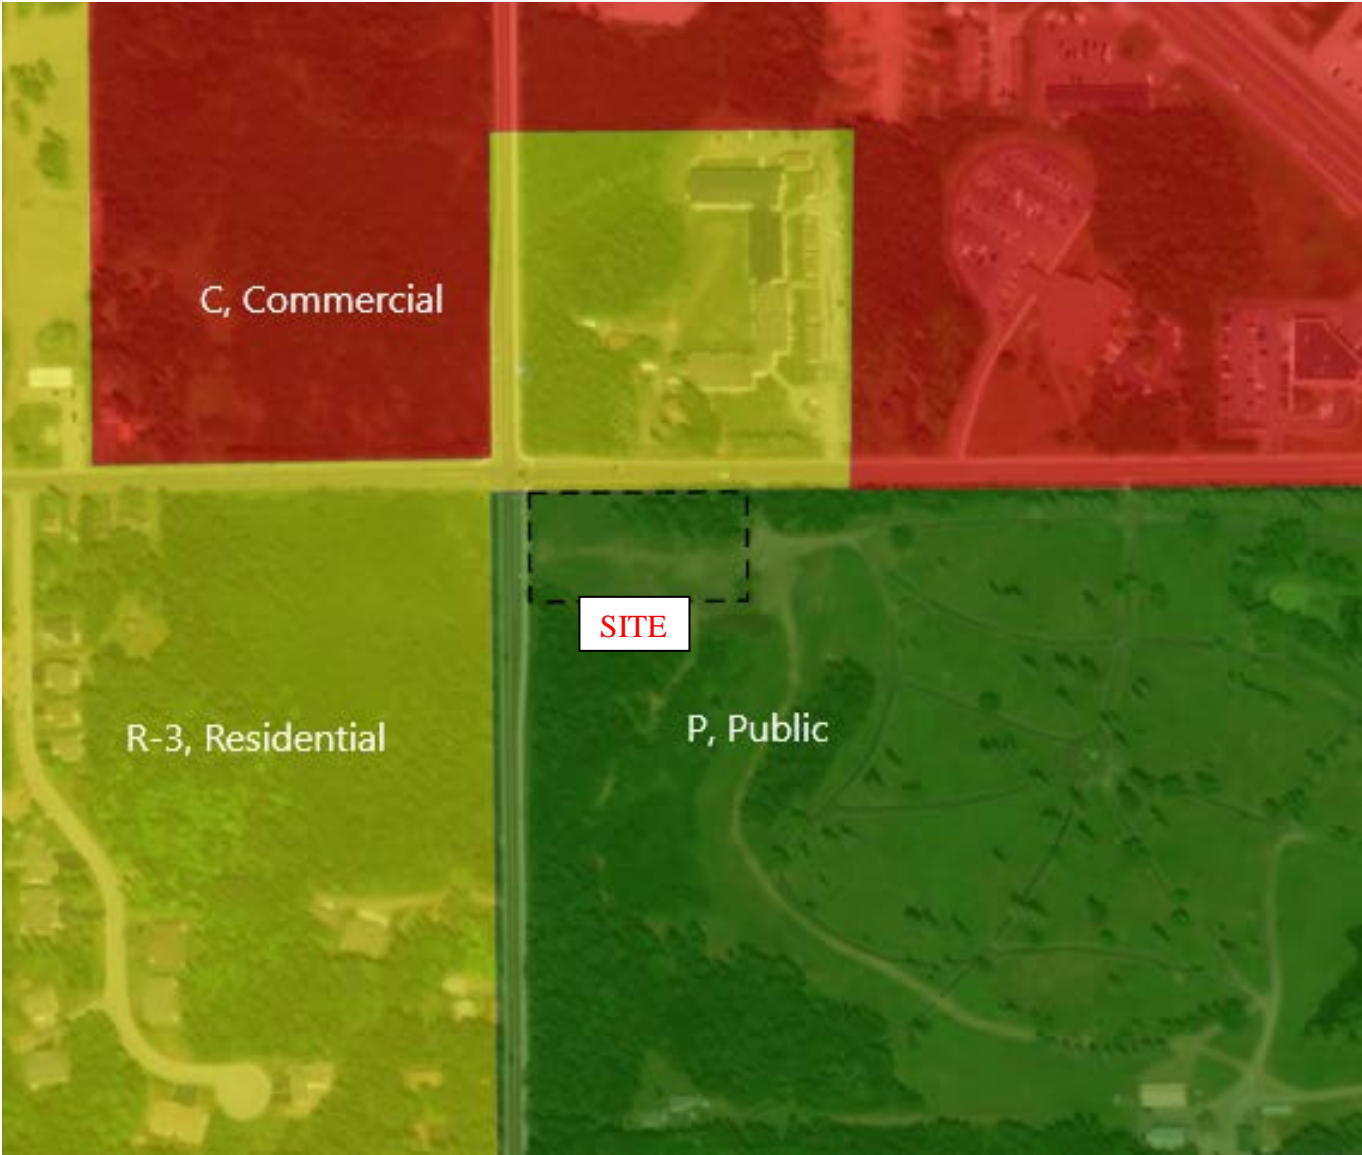 C, Commercial
SITE
R-3, Residential
P, Public